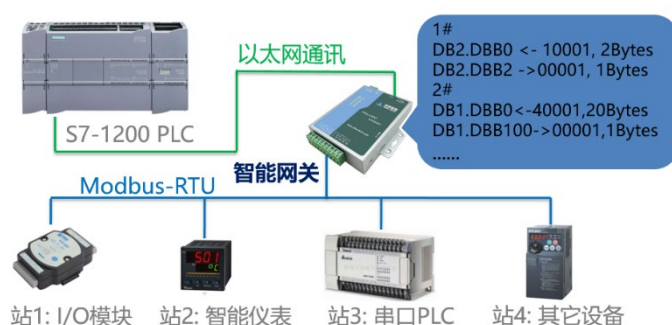 1#
DB2.DBB0 <- 10001, 2Bytes
DB2.DBB2 ->00001, 1Bytes
2#
DB1.DBB0<-40001,20Bytes
DB1.DBB100->00001,1Bytes
......
以太网通讯
S7-1200 PLC
智能网关
Modbus-RTU
501
°C
站1: I/O模块
站2: 智能仪表
站3: 串口PLC
站4: 其它设备